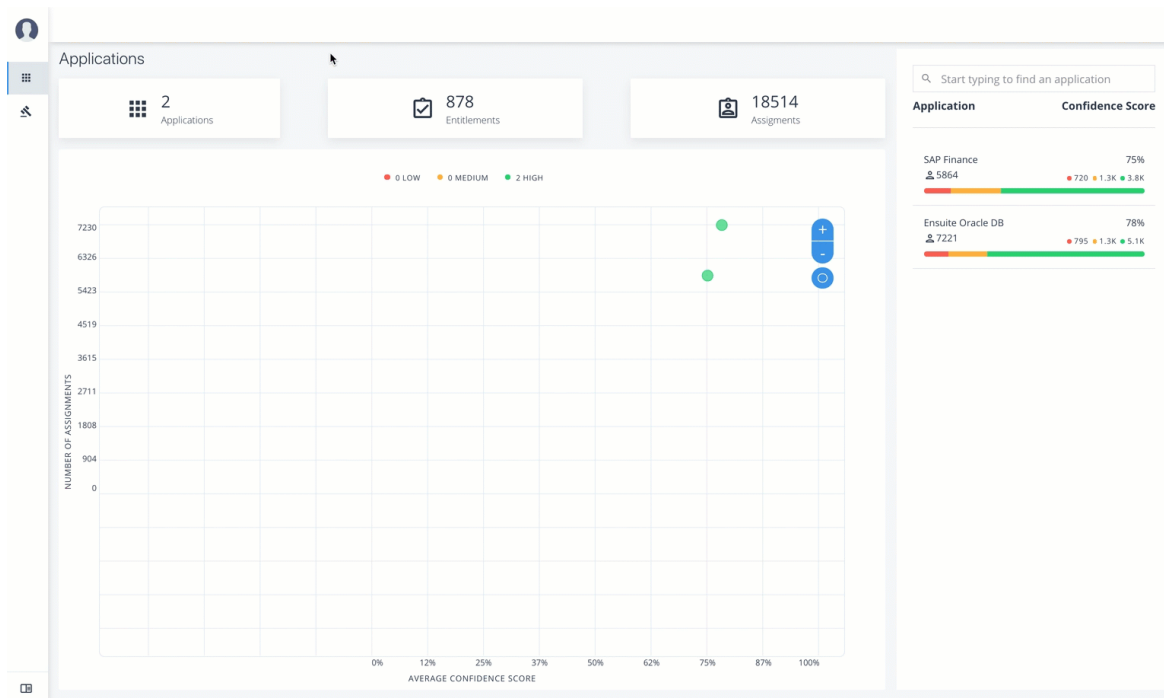 Applications
2
Applications
878
Entitlements
18514
Assigments
0 LOW 0 MEDIUM 2 HIGH
7230
6326
5423
4519
3615
2711
1808
904
0
NUMBER OF ASSIGNMENTS
+
-
0% 12% 25% 37% 50% 62% 75% 87% 100%
AVERAGE CONFIDENCE SCORE
Start typing to find an application
Application Confidence Score
SAP Finance 75%
5864 720 1.3K 3.8K
Ensuite Oracle DB 78%
7221 795 1.3K 5.1K